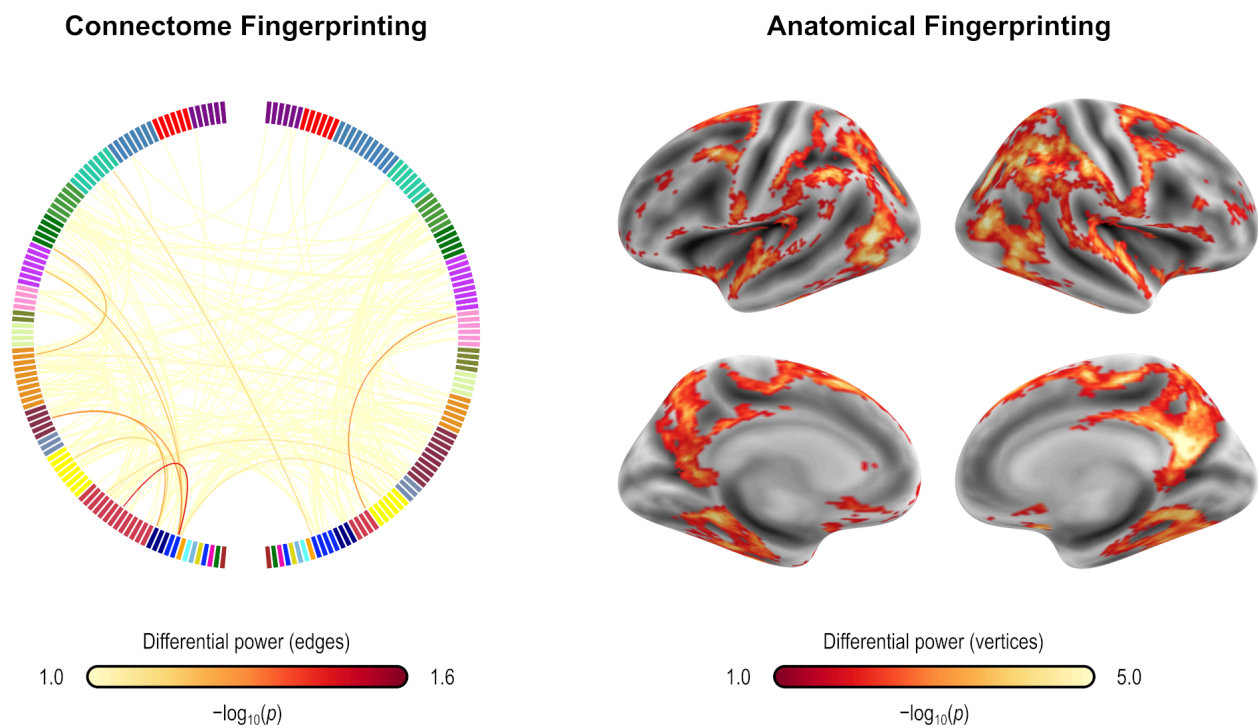 Connectome Fingerprinting
Anatomical Fingerprinting
Differential power (edges)
1.0
1.6
−log₁₀(p)
Differential power (vertices)
1.0
5.0
−log₁₀(p)